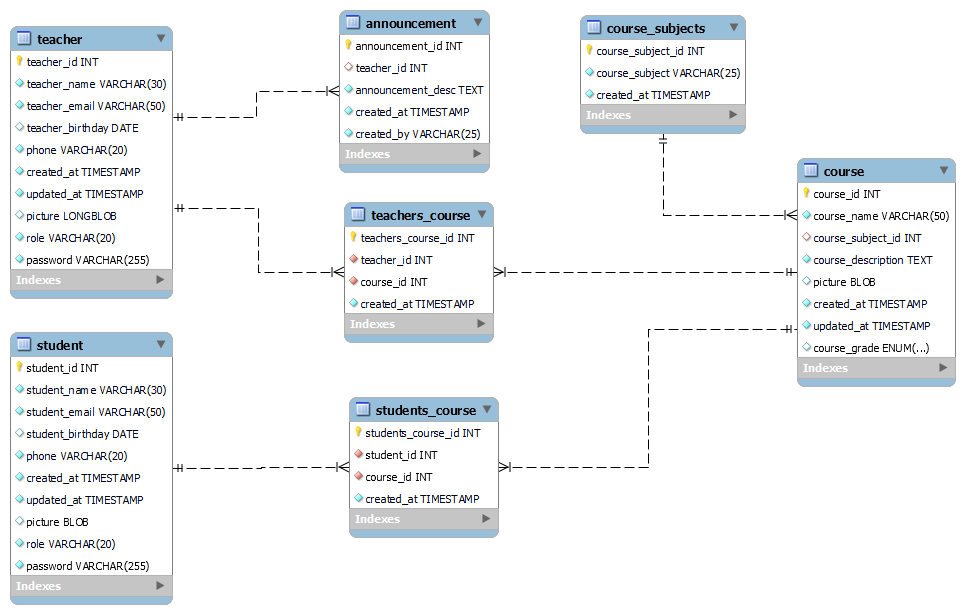 teacher
teacher_id INT
teacher_name VARCHAR(30)
teacher_email VARCHAR(50)
teacher_birthday DATE
phone VARCHAR(20)
created_at TIMESTAMP
updated_at TIMESTAMP
picture LONGBLOB
role VARCHAR(20)
password VARCHAR(255)
Indexes
announcement
announcement_id INT
teacher_id INT
announcement_desc TEXT
created_at TIMESTAMP
created_by VARCHAR(25)
Indexes
course_subjects
course_subject_id INT
course_subject VARCHAR(25)
created_at TIMESTAMP
Indexes
teachers_course
teachers_course_id INT
teacher_id INT
course_id INT
created_at TIMESTAMP
Indexes
course
course_id INT
course_name VARCHAR(50)
course_subject_id INT
course_description TEXT
picture BLOB
created_at TIMESTAMP
updated_at TIMESTAMP
course_grade ENUM(...)
Indexes
student
student_id INT
student_name VARCHAR(30)
student_email VARCHAR(50)
student_birthday DATE
phone VARCHAR(20)
created_at TIMESTAMP
updated_at TIMESTAMP
picture BLOB
role VARCHAR(20)
password VARCHAR(255)
Indexes
students_course
students_course_id INT
student_id INT
course_id INT
created_at TIMESTAMP
Indexes